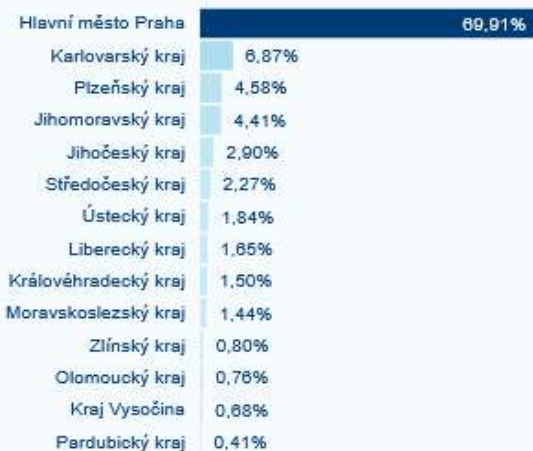 Hlavní město Praha 69,91%
Karlovarský kraj 6,87%
Plzeňský kraj 4,58%
Jihomoravský kraj 4,41%
Jihočeský kraj 2,90%
Středočeský kraj 2,27%
Ústecký kraj 1,84%
Liberecký kraj 1,65%
Královéhradecký kraj 1,50%
Moravskoslezský kraj 1,44%
Zlínský kraj 0,80%
Olomoucký kraj 0,76%
Kraj Vysočina 0,68%
Pardubický kraj 0,41%